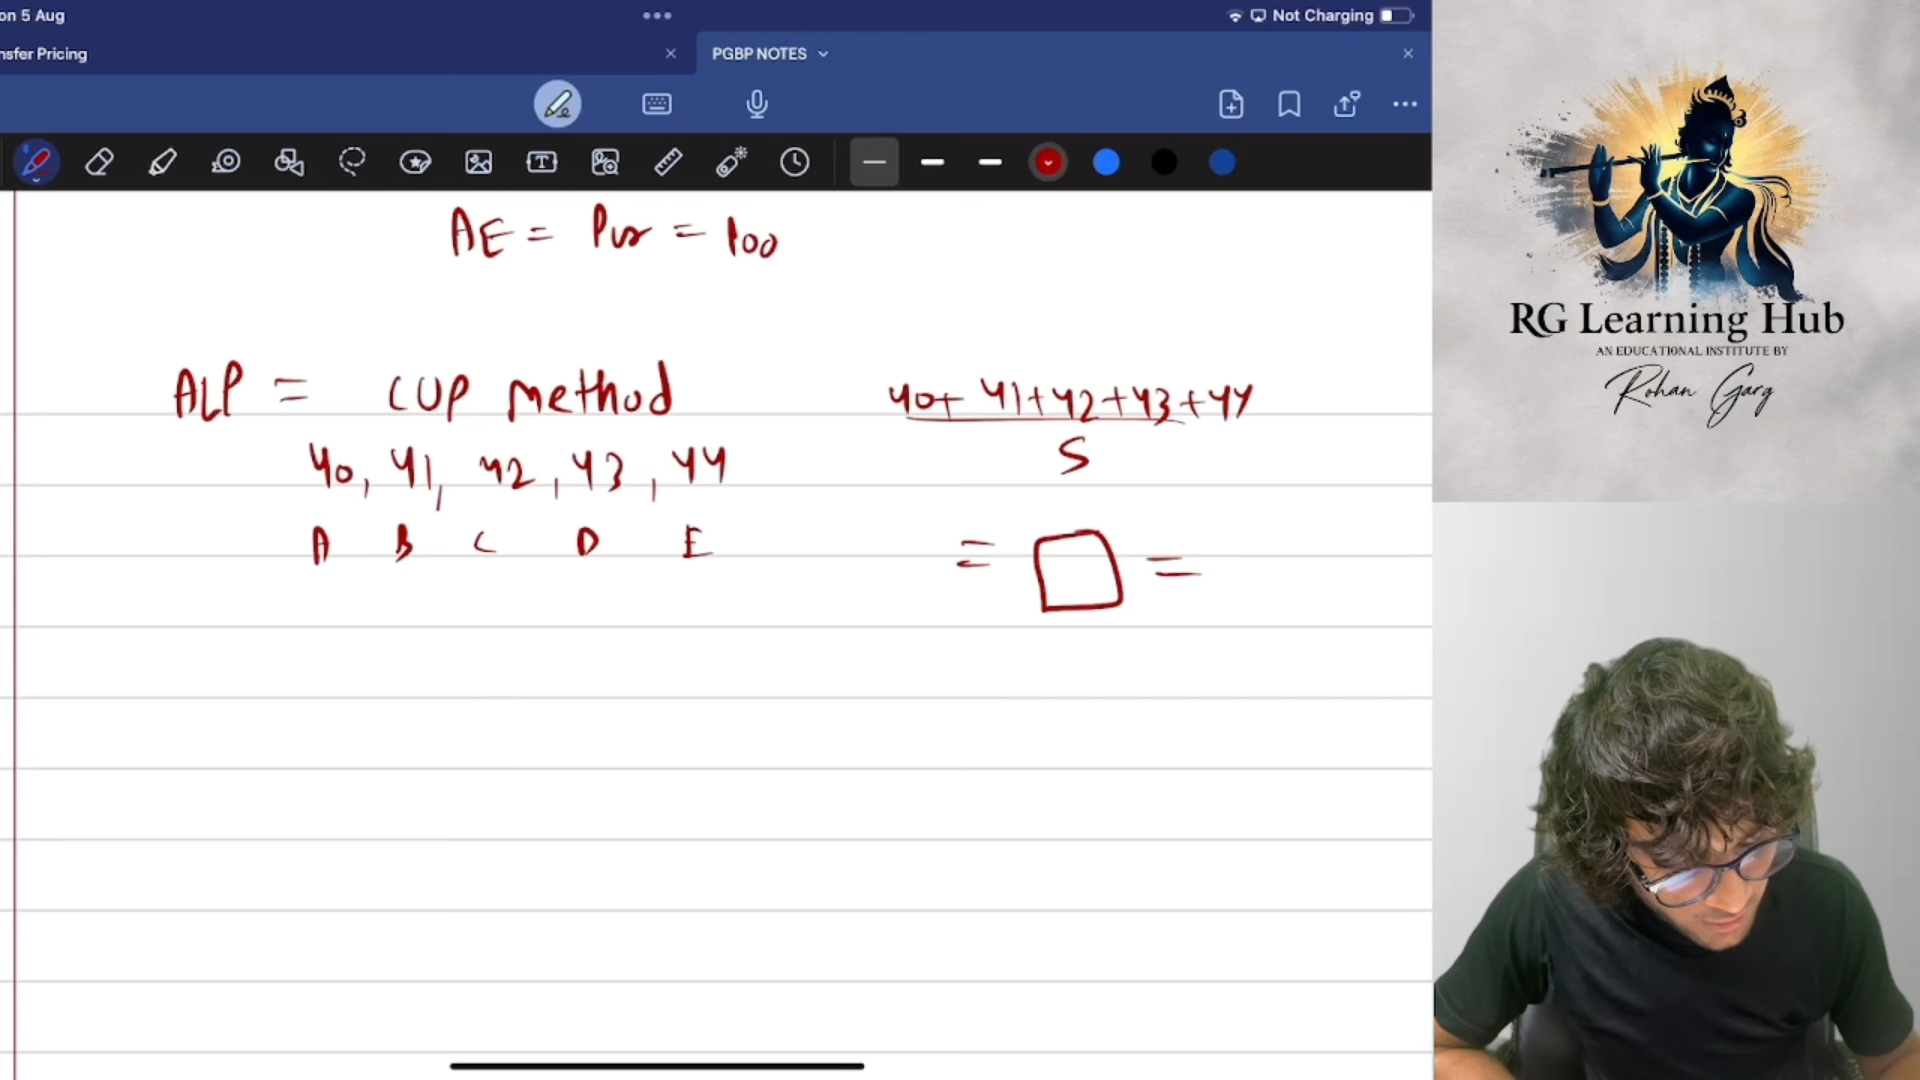 on 5 Aug
Not Charging
nsfer Pricing
PGBP NOTES
AE = Pur = 100
ALP = CUP method
40, 41, 42, 43, 44
A B C D E
40+ 41+42+43+44
5
= =
RG Learning Hub
AN EDUCATIONAL INSTITUTE BY
Rohan Garg